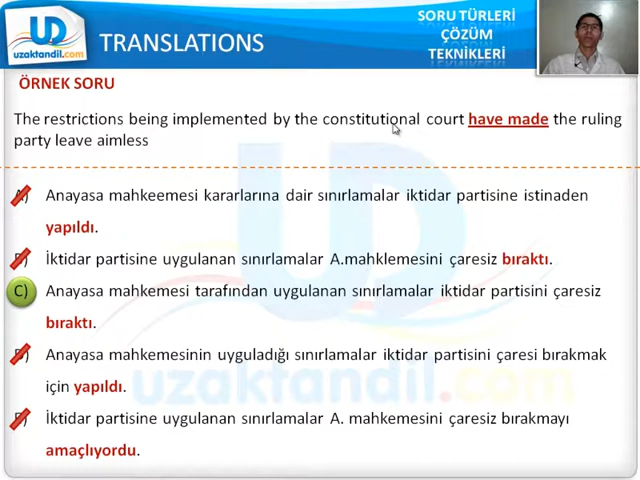 UD
uzaktandil.com
TRANSLATIONS
SORU TÜRLERİ
ÇÖZÜM
TEKNİKLERİ
ÖRNEK SORU
The restrictions being implemented by the constitutional court have made the ruling
party leave aimless
A) Anayasa mahkeemesi kararlarına dair sınırlamalar iktidar partisine istinaden
yapıldı.
B) İktidar partisine uygulanan sınırlamalar A.mahklemesini çaresiz bıraktı.
C) Anayasa mahkemesi tarafından uygulanan sınırlamalar iktidar partisini çaresiz
bıraktı.
D) Anayasa mahkemesinin uyguladığı sınırlamalar iktidar partisini çaresi bırakmak
için yapıldı.
E) İktidar partisine uygulanan sınırlamalar A. mahkemesini çaresiz bırakmayı
amaçlıyordu.
UD
uzaktandil.com